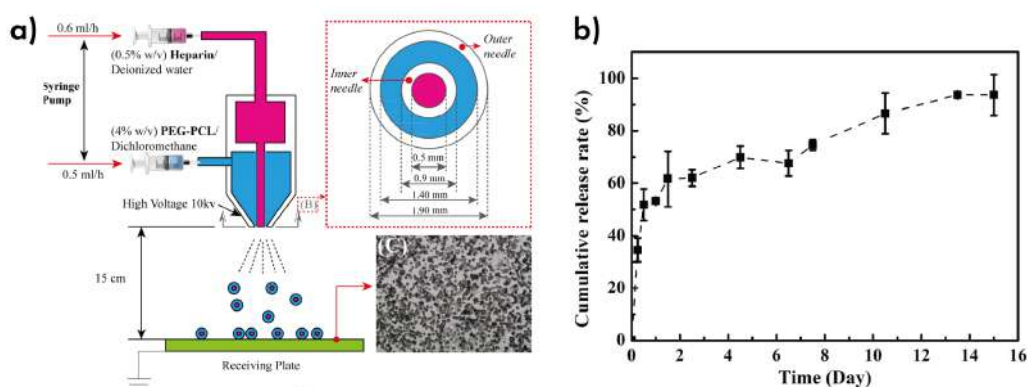 a)
0.6 ml/h
(0.5% w/v) Heparin/
Deionized water
Syringe
Pump
(4% w/v) PEG-PCL/
Dichloromethane
0.5 ml/h
High Voltage 10kv
(B)
15 cm
Receiving Plate
Outer
needle
Inner
needle
0.5 mm
0.9 mm
1.40 mm
1.90 mm
(C)
b)
Cumulative release rate (%)
100
80
60
40
20
0
0 2 4 6 8 10 12 14 16
Time (Day)